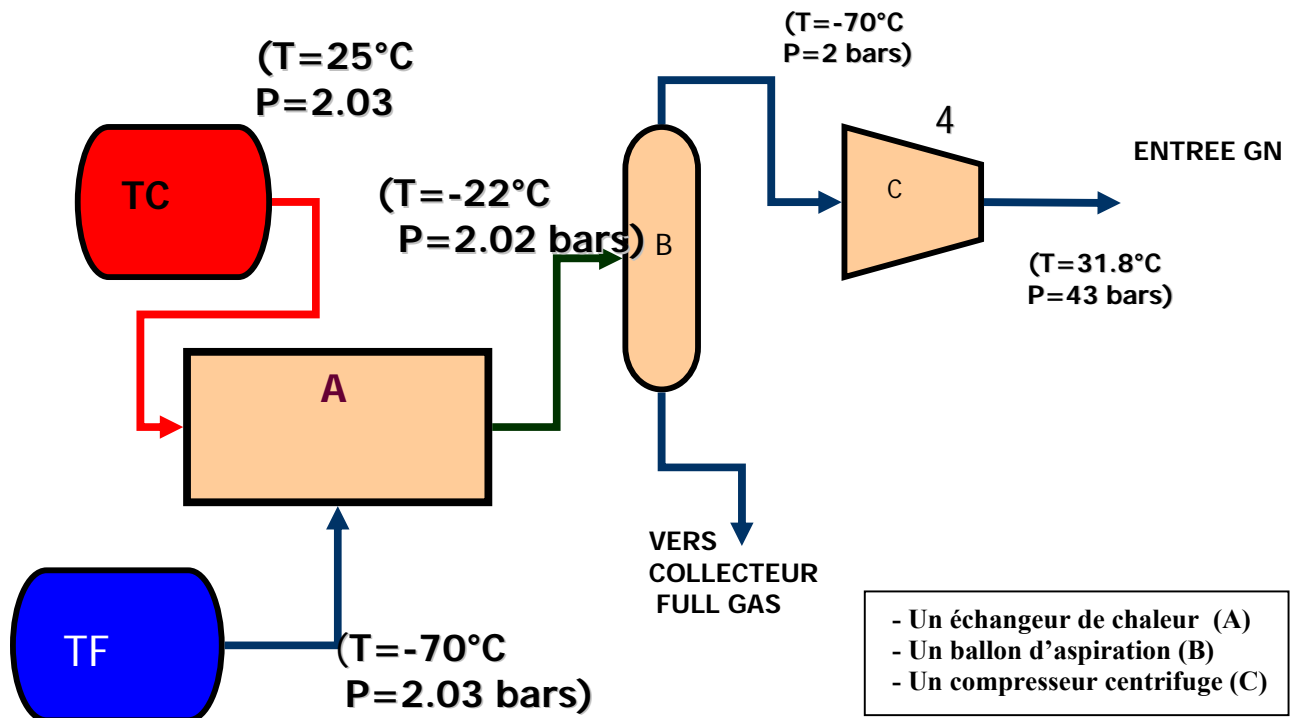 (T=25°C
P=2.03
TC
(T=-70°C
P=2 bars)
4
ENTREE GN
C
(T=-22°C
P=2.02 bars)
B
(T=31.8°C
P=43 bars)
A
VERS
COLLECTEUR
FULL GAS
TF
(T=-70°C
P=2.03 bars)
- Un échangeur de chaleur (A)
- Un ballon d'aspiration (B)
- Un compresseur centrifuge (C)